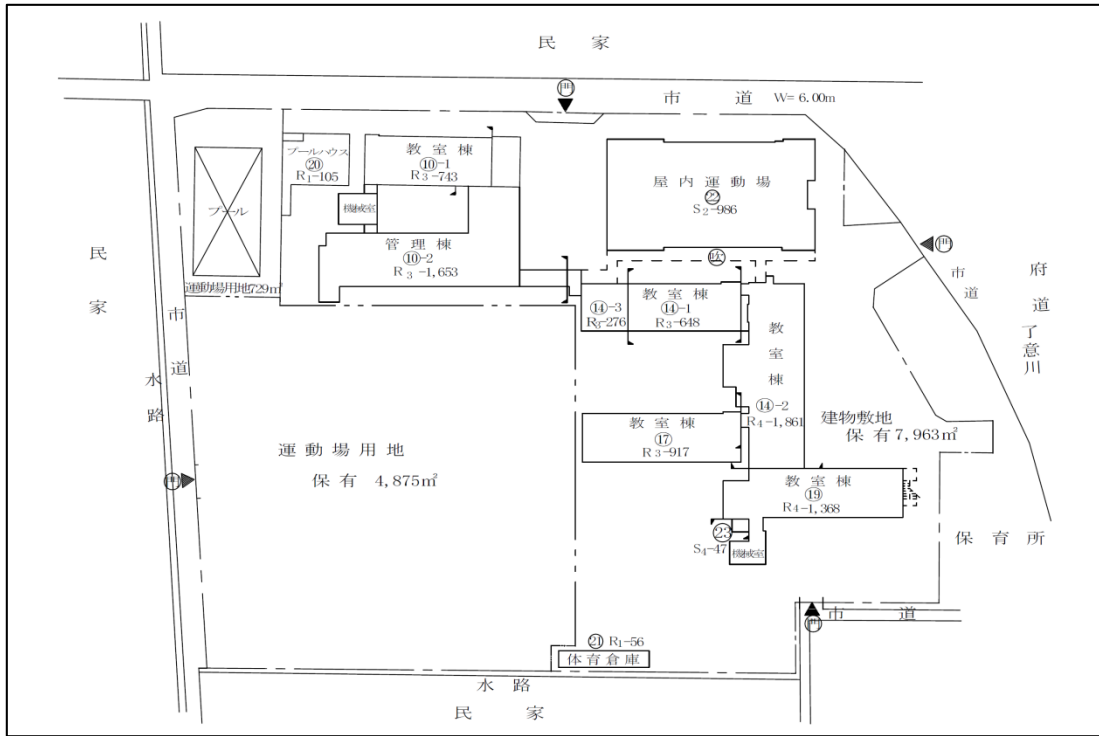 民家
門
市道 W= 6.00m
プールハウス
⑳
R1-105
教室棟
⑩-1
R3-743
屋内運動場
㉒
S2-986
プール
機械室
管理棟
⑩-2
R3-1,653
吹
門
市道
府道
了意川
民家
運動場用地729㎡
⑭-3
R3-276
教室棟
⑭-1
R3-648
教室棟
⑭-2
R4-1,861
市道
水路
建物敷地
保有7,963㎡
教室棟
⑰
R3-917
運動場用地
保有 4,875㎡
門
教室棟
⑲
R4-1,368
㉓
S4-47
機械室
保育所
市道
門
㉑ R1-56
体育倉庫
水路
民家